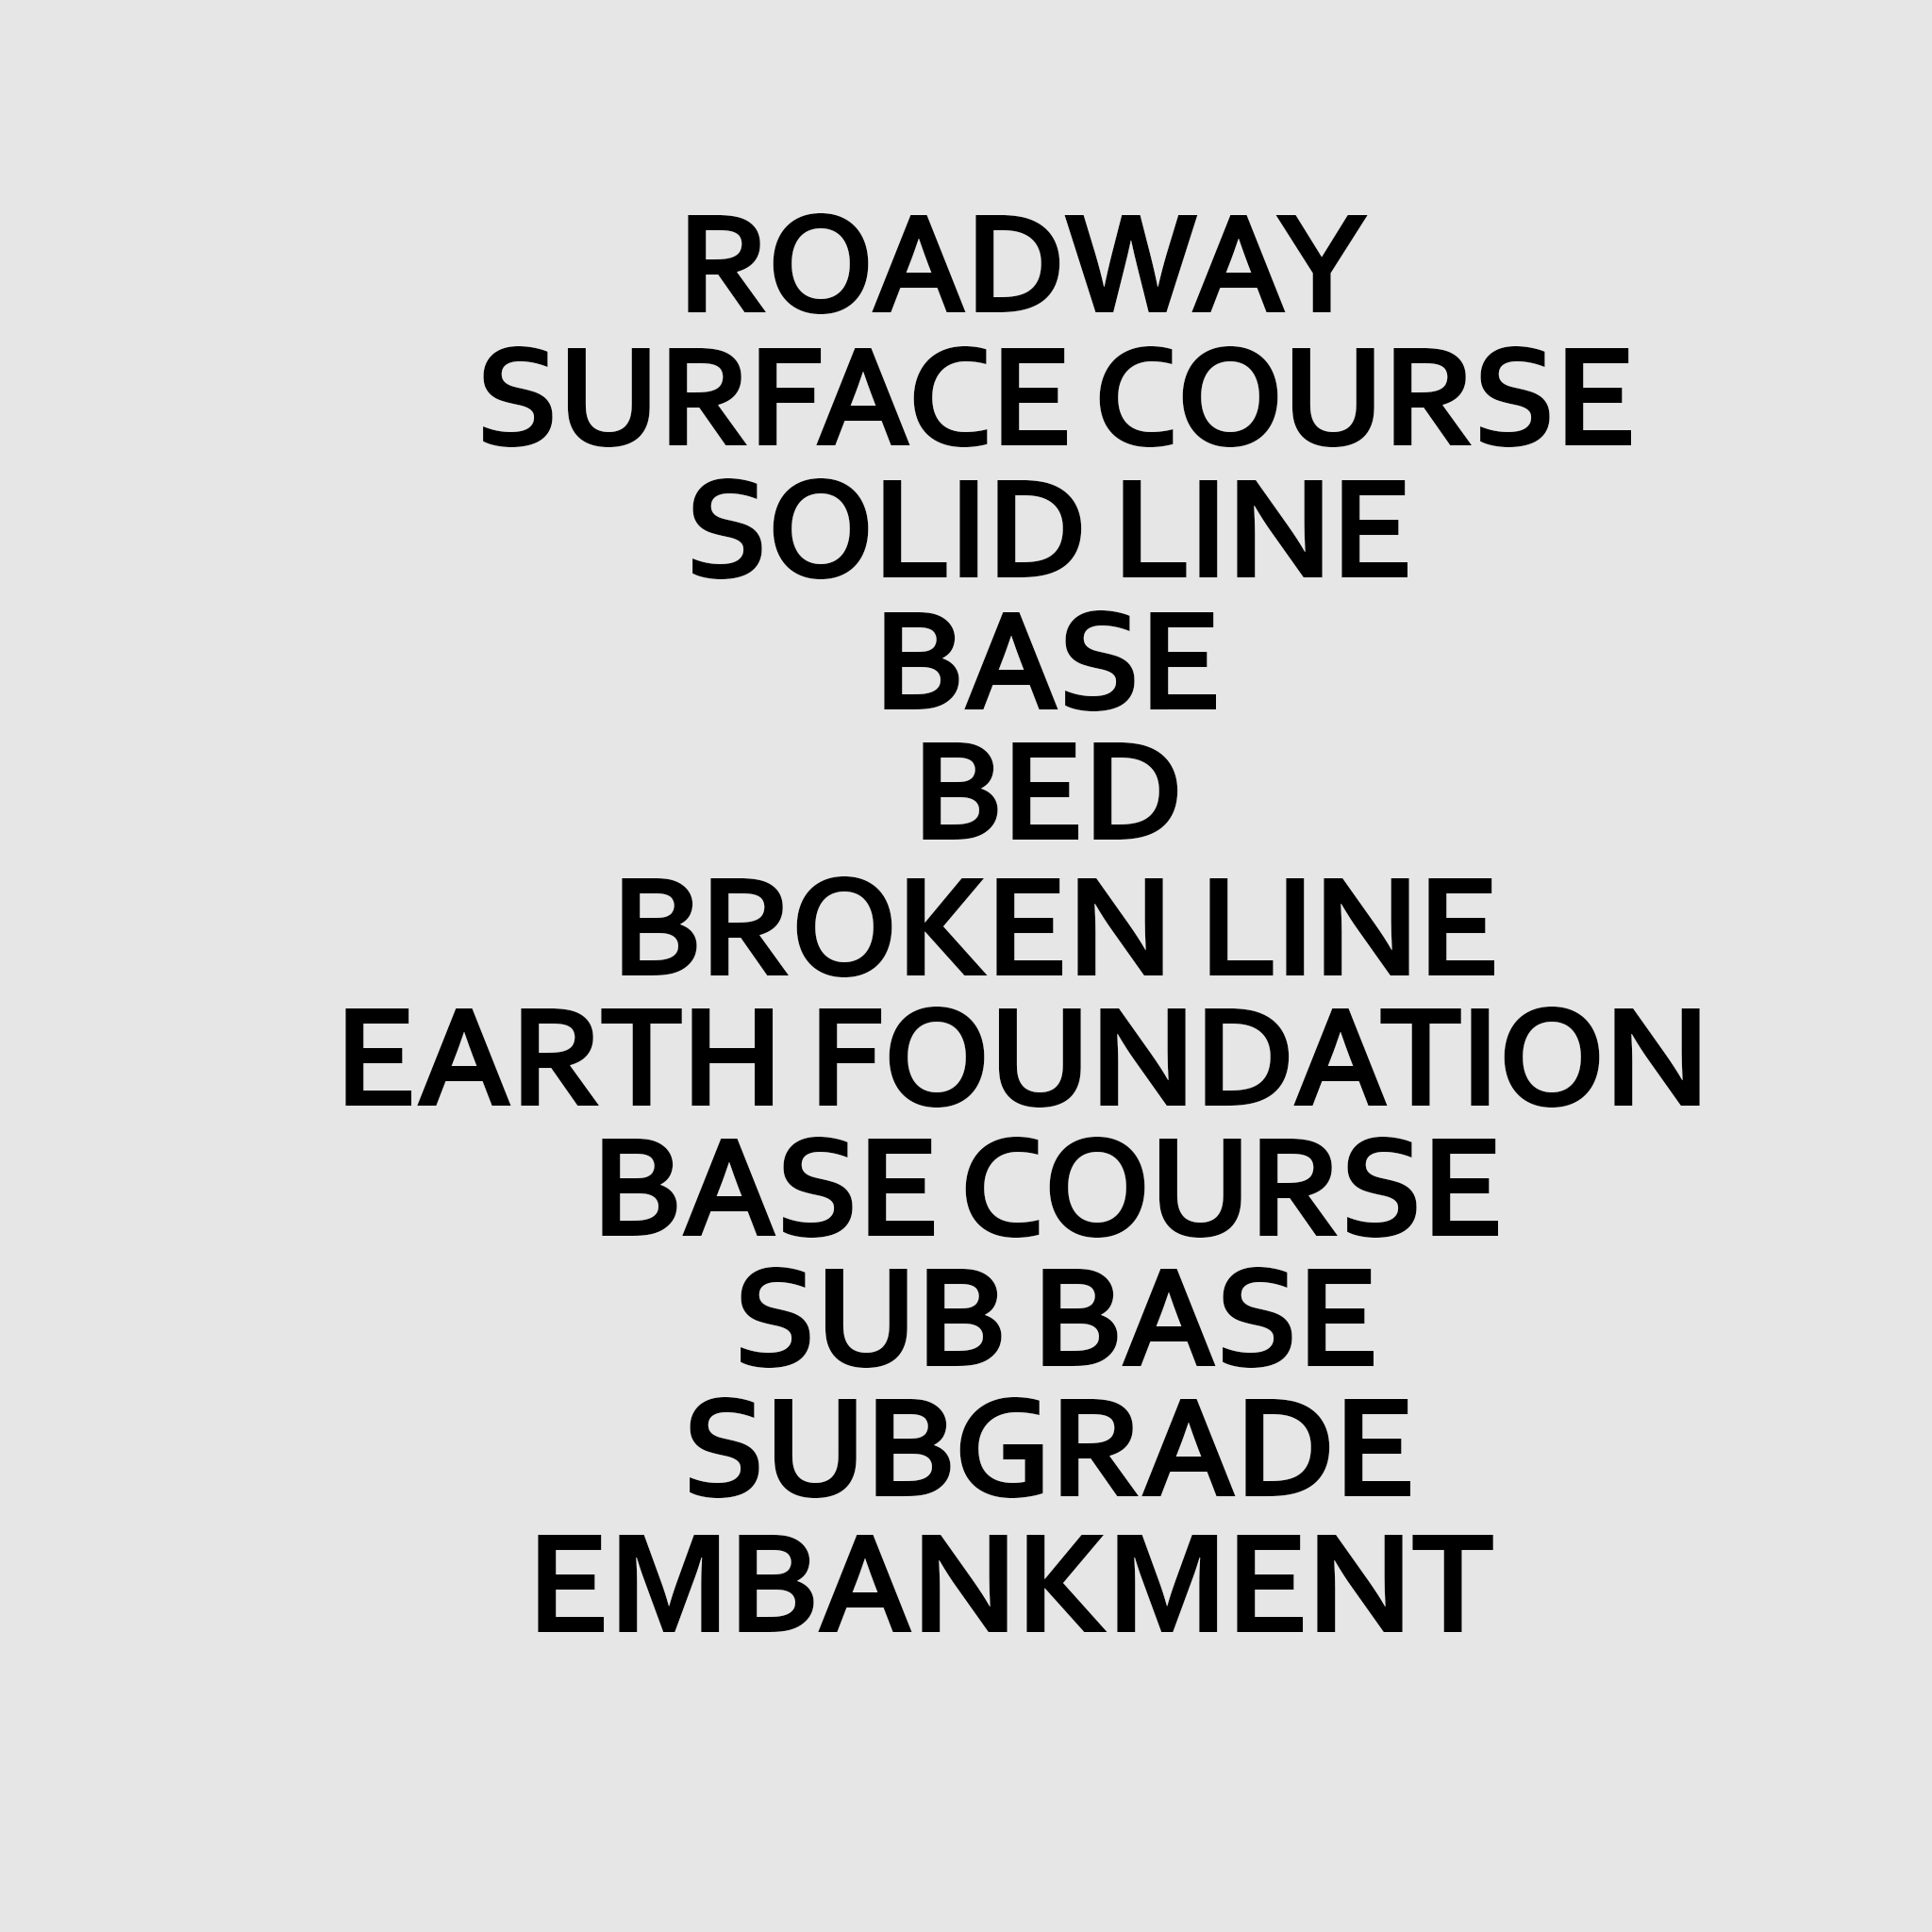 ROADWAY
SURFACE COURSE
SOLID LINE
BASE
BED
BROKEN LINE
EARTH FOUNDATION
BASE COURSE
SUB BASE
SUBGRADE
EMBANKMENT